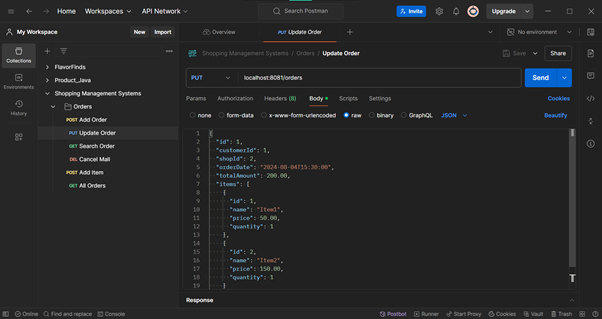 Home Workspaces API Network Search Postman Invite Upgrade
My Workspace New Import Overview PUT Update Order No environment
Collections
Environments
History
FlavorFinds
Product_Java
Shopping Management Systems
Orders
POST Add Order
PUT Update Order
GET Search Order
DEL Cancel Mall
POST Add Item
GET All Orders
Shopping Management Systems / Orders / Update Order Save Share
PUT localhost:8081/orders Send
Params Authorization Headers (8) Body Scripts Settings Cookies
none form-data x-www-form-urlencoded raw binary GraphQL JSON Beautify
1 {
2 "id": 1,
3 "customerId": 1,
4 "shopId": 2,
5 "orderDate": "2024-08-04T15:30:00",
6 "totalAmount": 200.00,
7 "items": [
8 {
9 "id": 1,
10 "name": "Item1",
11 "price": 50.00,
12 "quantity": 1
13 },
14 {
15 "id": 2,
16 "name": "Item2",
17 "price": 150.00,
18 "quantity": 1
19 }
Response
Online Find and replace Console Postbot Runner Start Proxy Cookies Vault Trash